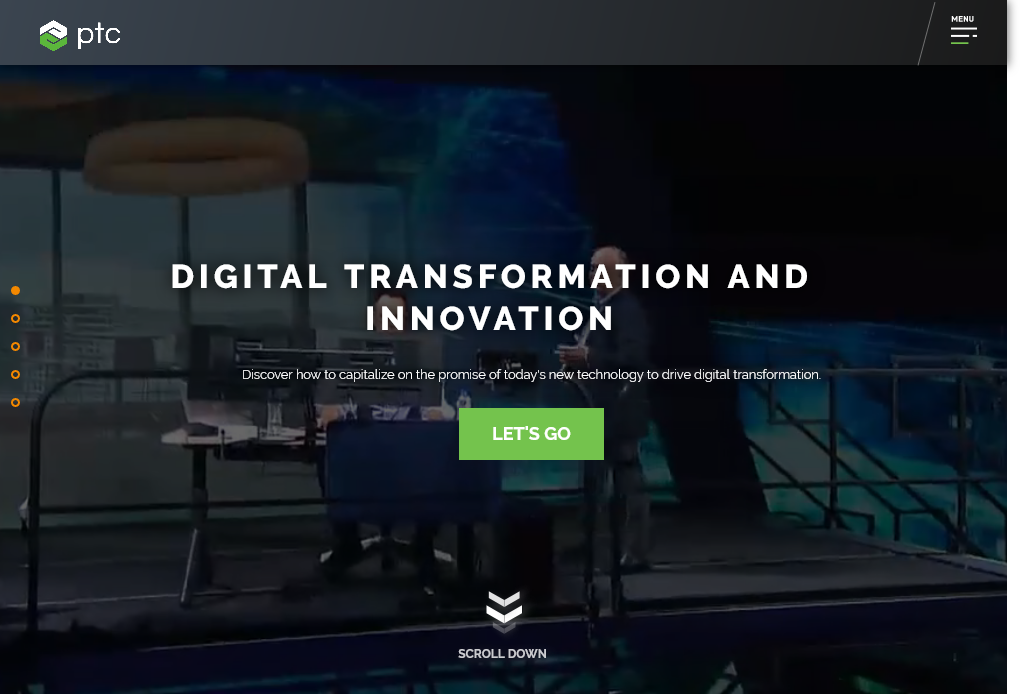 ptc
MENU
DIGITAL TRANSFORMATION AND
INNOVATION
Discover how to capitalize on the promise of today's new technology to drive digital transformation.
LET'S GO
SCROLL DOWN